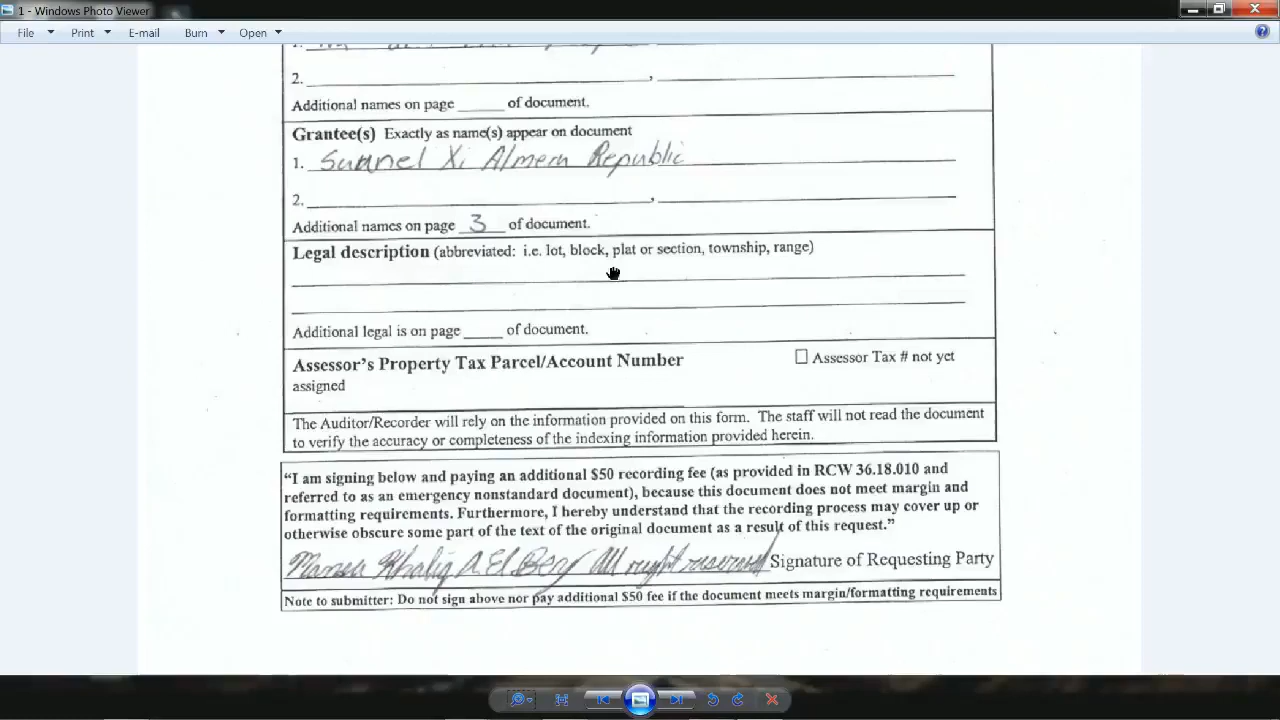 1 - Windows Photo Viewer
File Print E-mail Burn Open
1.
2. ,
Additional names on page _____ of document.
Grantee(s) Exactly as name(s) appear on document
1. Suanel Xi Almera Republic
2. ,
Additional names on page 3 of document.
Legal description (abbreviated: i.e. lot, block, plat or section, township, range)
Additional legal is on page _____ of document.
Assessor's Property Tax Parcel/Account Number ☐ Assessor Tax # not yet
assigned
The Auditor/Recorder will rely on the information provided on this form. The staff will not read the document
to verify the accuracy or completeness of the indexing information provided herein.
"I am signing below and paying an additional $50 recording fee (as provided in RCW 36.18.010 and
referred to as an emergency nonstandard document), because this document does not meet margin and
formatting requirements. Furthermore, I hereby understand that the recording process may cover up or
otherwise obscure some part of the text of the original document as a result of this request."
Khaliq A. El Bey All right reserved Signature of Requesting Party
Note to submitter: Do not sign above nor pay additional $50 fee if the document meets margin/formatting requirements